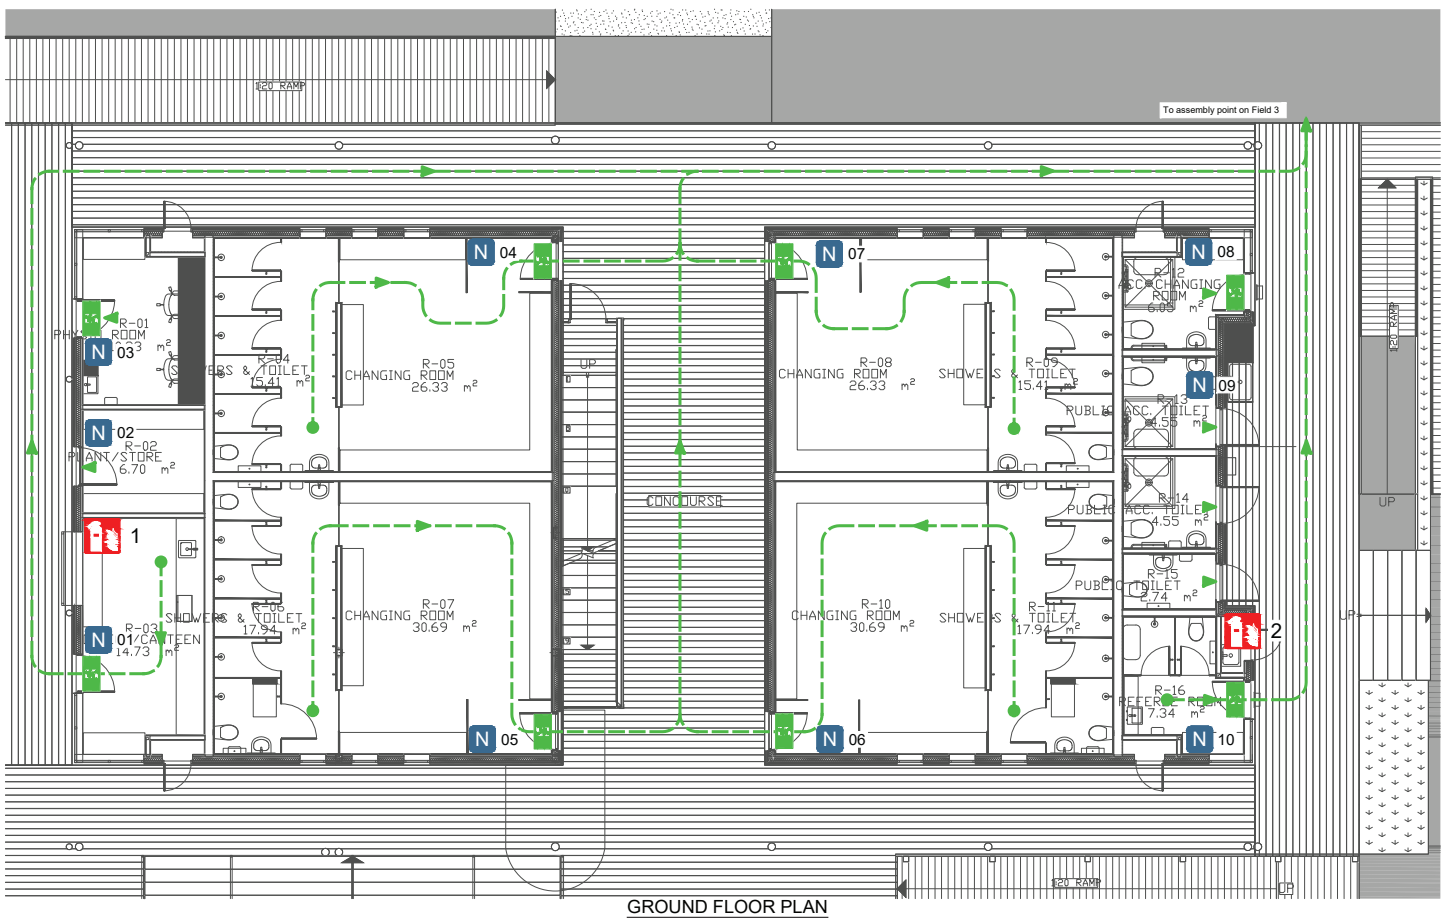 1:20 RAMP
To assembly point on Field 3
N 04
N 07
N 08
R-12
ACC CHANGING
ROOM
6.05 m²
R-01
ROOM
m²
N 03
1:20 RAMP
UP
R-04
SHOWERS & TOILET
15.41 m²
R-05
CHANGING ROOM
26.33 m²
R-08
CHANGING ROOM
26.33 m²
R-09
SHOWERS & TOILET
15.41 m²
N 09
R-13
PUBLIC ACC. TOILET
4.55 m²
N 02
R-02
PLANT/STORE
6.70 m²
CONCOURSE
R-14
PUBLIC ACC. TOILET
4.55 m²
UP
1
R-15
PUBLIC TOILET
2.74 m²
R-06
SHOWERS & TOILET
17.94 m²
R-07
CHANGING ROOM
30.69 m²
R-10
CHANGING ROOM
30.69 m²
R-11
SHOWERS & TOILET
17.94 m²
UP
2
R-03
N 01
/CANTEEN
14.73 m²
R-16
REFEREE ROOM
7.34 m²
N 05
N 06
N 10
1:20 RAMP
UP
GROUND FLOOR PLAN